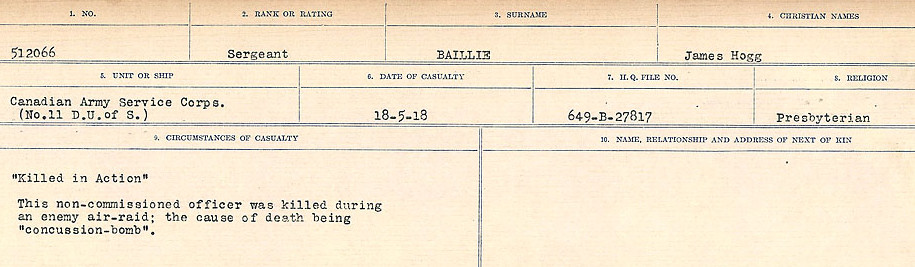 1. NO. 2. RANK OR RATING 3. SURNAME 4. CHRISTIAN NAMES
512066 Sergeant BAILLIE James Hogg
5. UNIT OR SHIP 6. DATE OF CASUALTY 7. H.Q. FILE NO. 8. RELIGION
Canadian Army Service Corps.
(No.11 D.U.of S.) 18-5-18 649-B-27817 Presbyterian
9. CIRCUMSTANCES OF CASUALTY 10. NAME, RELATIONSHIP AND ADDRESS OF NEXT OF KIN
"Killed in Action"
This non-commissioned officer was killed during
an enemy air-raid; the cause of death being
"concussion-bomb".